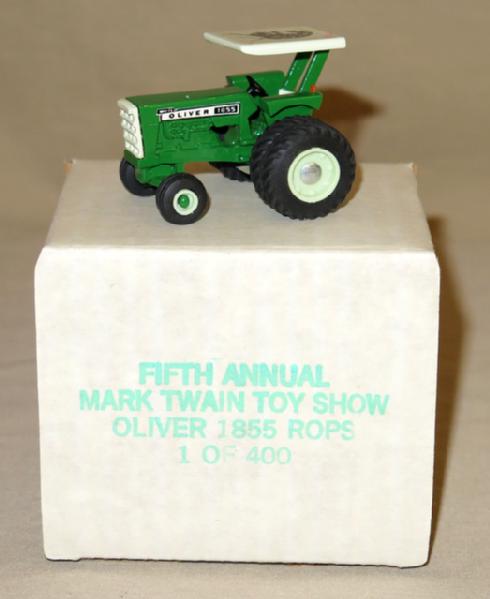 OLIVER 1855
FIFTH ANNUAL
MARK TWAIN TOY SHOW
OLIVER 1855 ROPS
1 OF 400